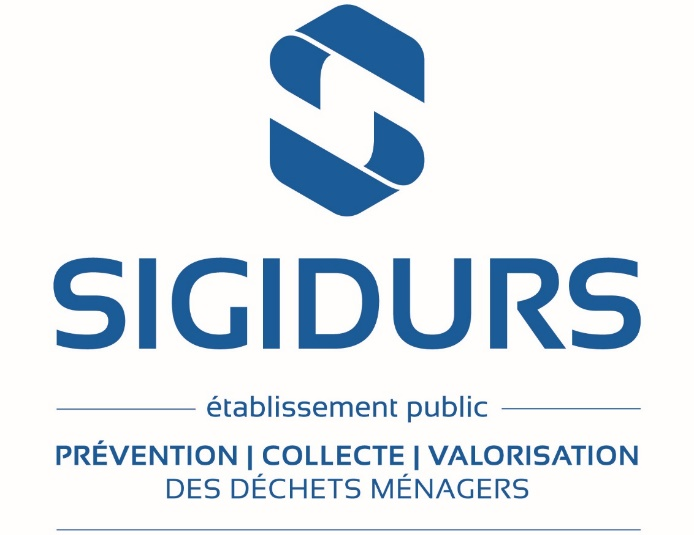 SIGIDURS
établissement public
PRÉVENTION | COLLECTE | VALORISATION
DES DÉCHETS MÉNAGERS